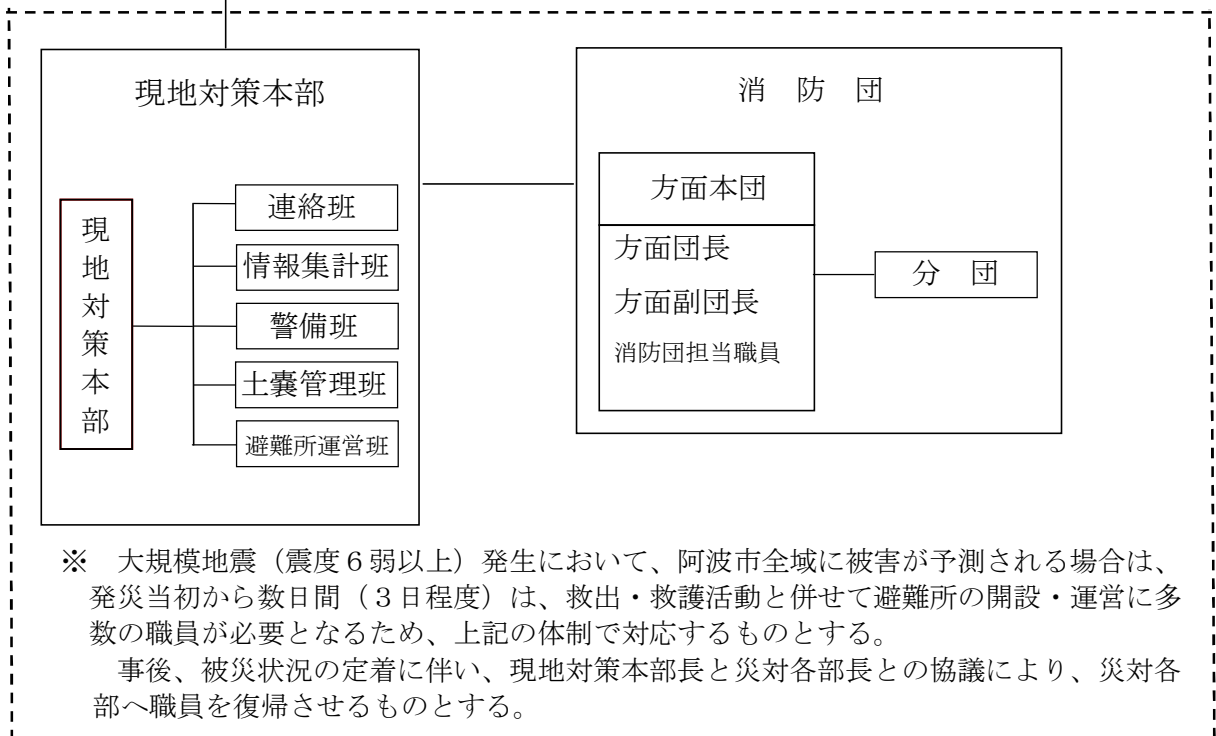 現地対策本部
現地対策本部
連絡班
情報集計班
警備班
土嚢管理班
避難所運営班
消 防 団
方面本団
方面団長
方面副団長
消防団担当職員
分 団
※ 大規模地震（震度６弱以上）発生において、阿波市全域に被害が予測される場合は、
発災当初から数日間（３日程度）は、救出・救護活動と併せて避難所の開設・運営に多
数の職員が必要となるため、上記の体制で対応するものとする。
事後、被災状況の定着に伴い、現地対策本部長と災対各部長との協議により、災対各
部へ職員を復帰させるものとする。